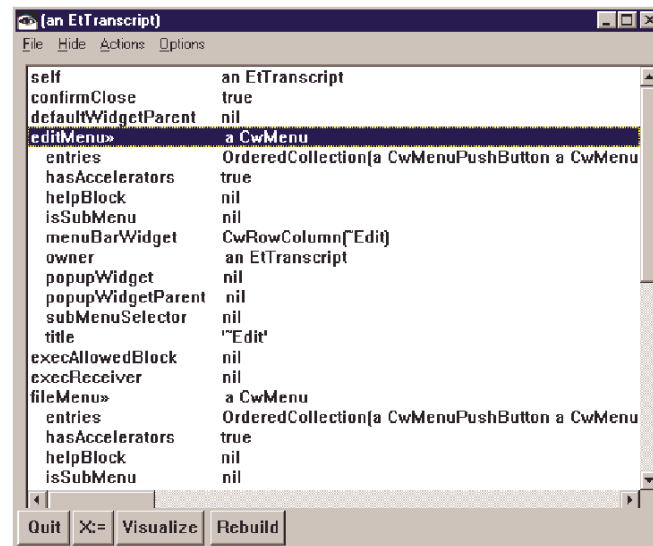 (an EtTranscript)
File Hide Actions Options
self an EtTranscript
confirmClose true
defaultWidgetParent nil
editMenu» a CwMenu
entries OrderedCollection(a CwMenuPushButton a CwMenu
hasAccelerators true
helpBlock nil
isSubMenu nil
menuBarWidget CwRowColumn(~Edit)
owner an EtTranscript
popupWidget nil
popupWidgetParent nil
subMenuSelector nil
title '~Edit'
execAllowedBlock nil
execReceiver nil
fileMenu» a CwMenu
entries OrderedCollection(a CwMenuPushButton a CwMenu
hasAccelerators true
helpBlock nil
isSubMenu nil
Quit X:= Visualize Rebuild